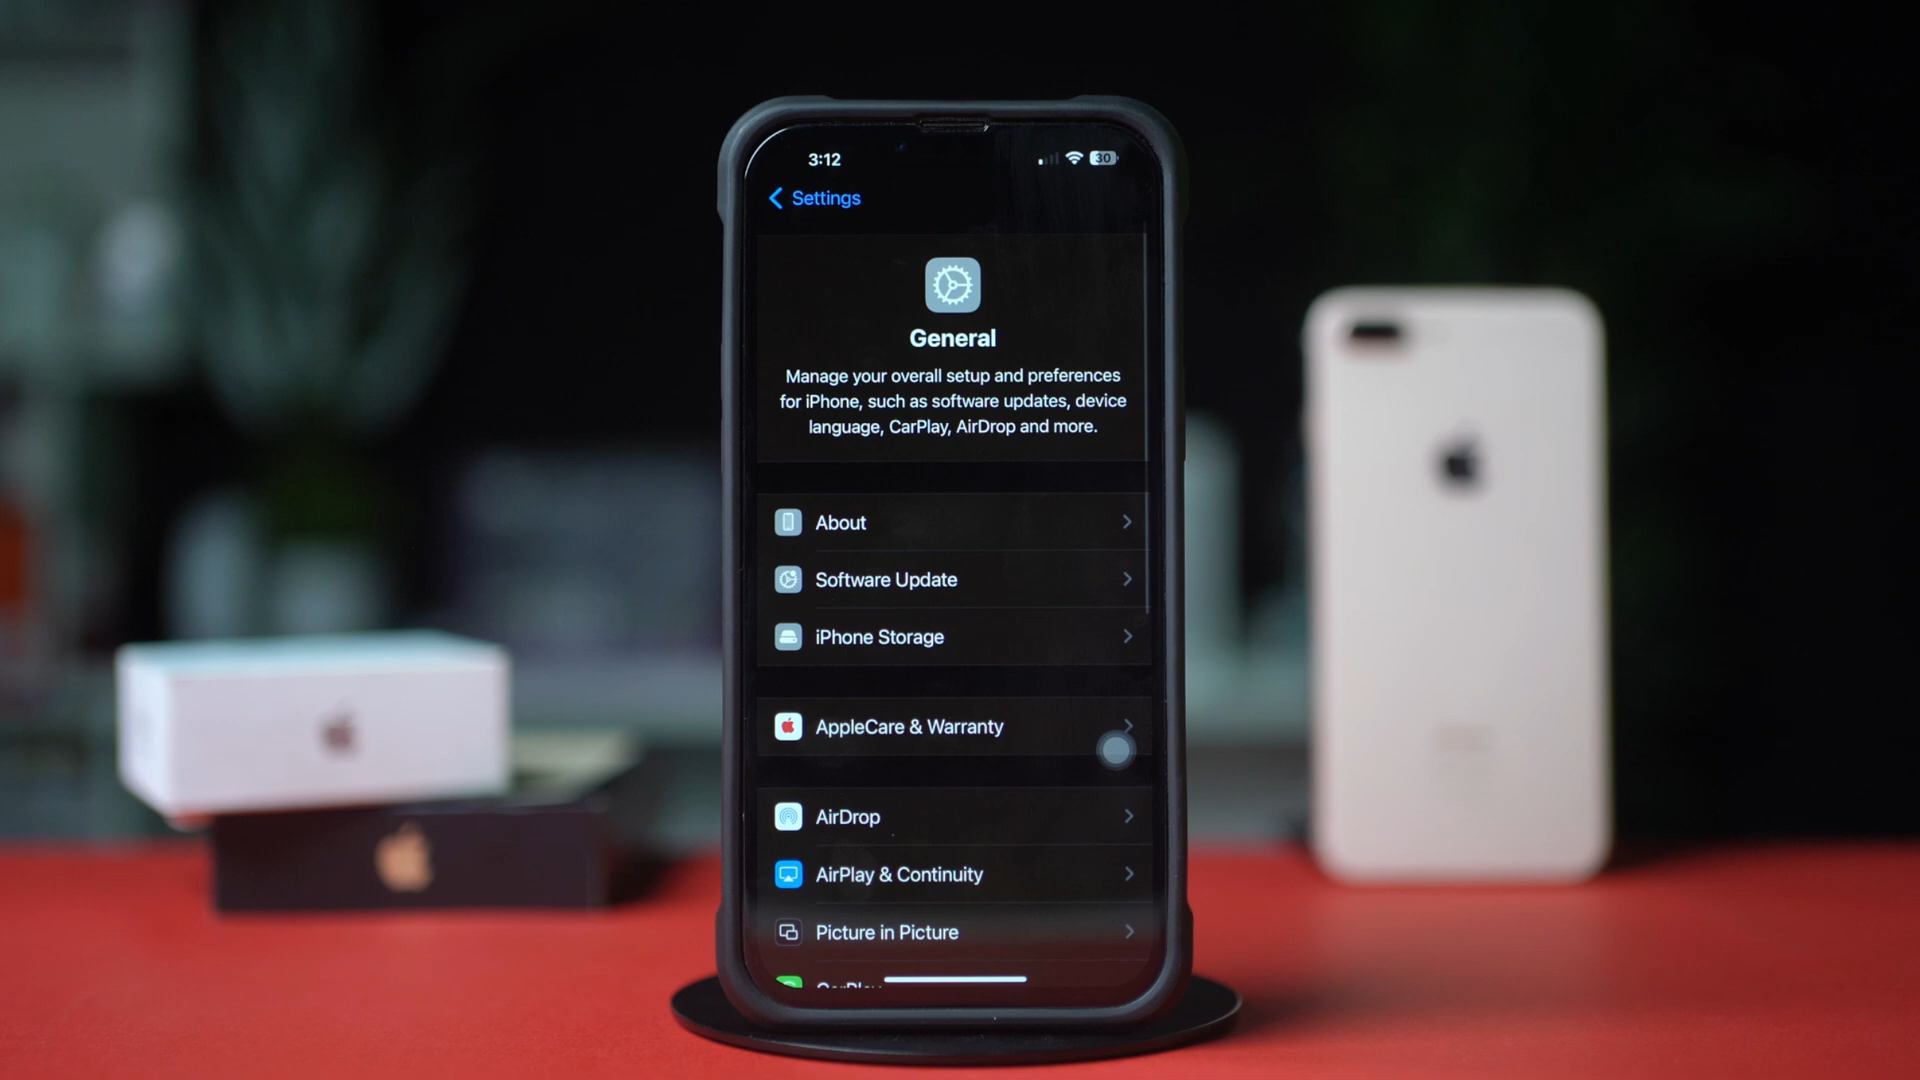 3:12
30
Settings
General
Manage your overall setup and preferences
for iPhone, such as software updates, device
language, CarPlay, AirDrop and more.
About
Software Update
iPhone Storage
AppleCare & Warranty
AirDrop
AirPlay & Continuity
Picture in Picture
CarPlay